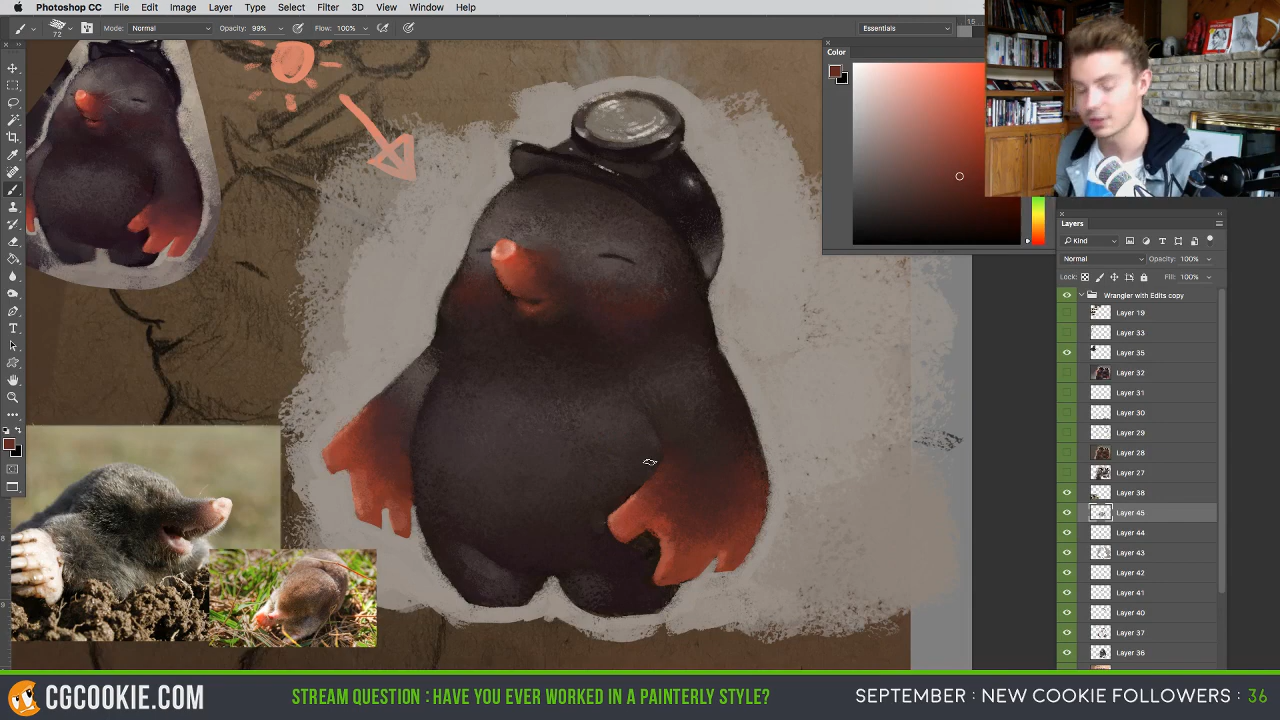 Photoshop CC File Edit Image Layer Type Select Filter 3D View Window Help
72 Mode: Normal Opacity: 99% Flow: 100% Essentials
15
Color
Layers
Kind
Normal Opacity: 100%
Lock: Fill: 100%
Wrangler with Edits copy
Layer 19
Layer 33
Layer 35
Layer 32
Layer 31
Layer 30
Layer 29
Layer 28
Layer 27
Layer 38
Layer 45
Layer 44
Layer 43
Layer 42
Layer 41
Layer 40
Layer 37
Layer 36
8
9
CGCOOKIE.COM
STREAM QUESTION : HAVE YOU EVER WORKED IN A PAINTERLY STYLE?
SEPTEMBER : NEW COOKIE FOLLOWERS : 36